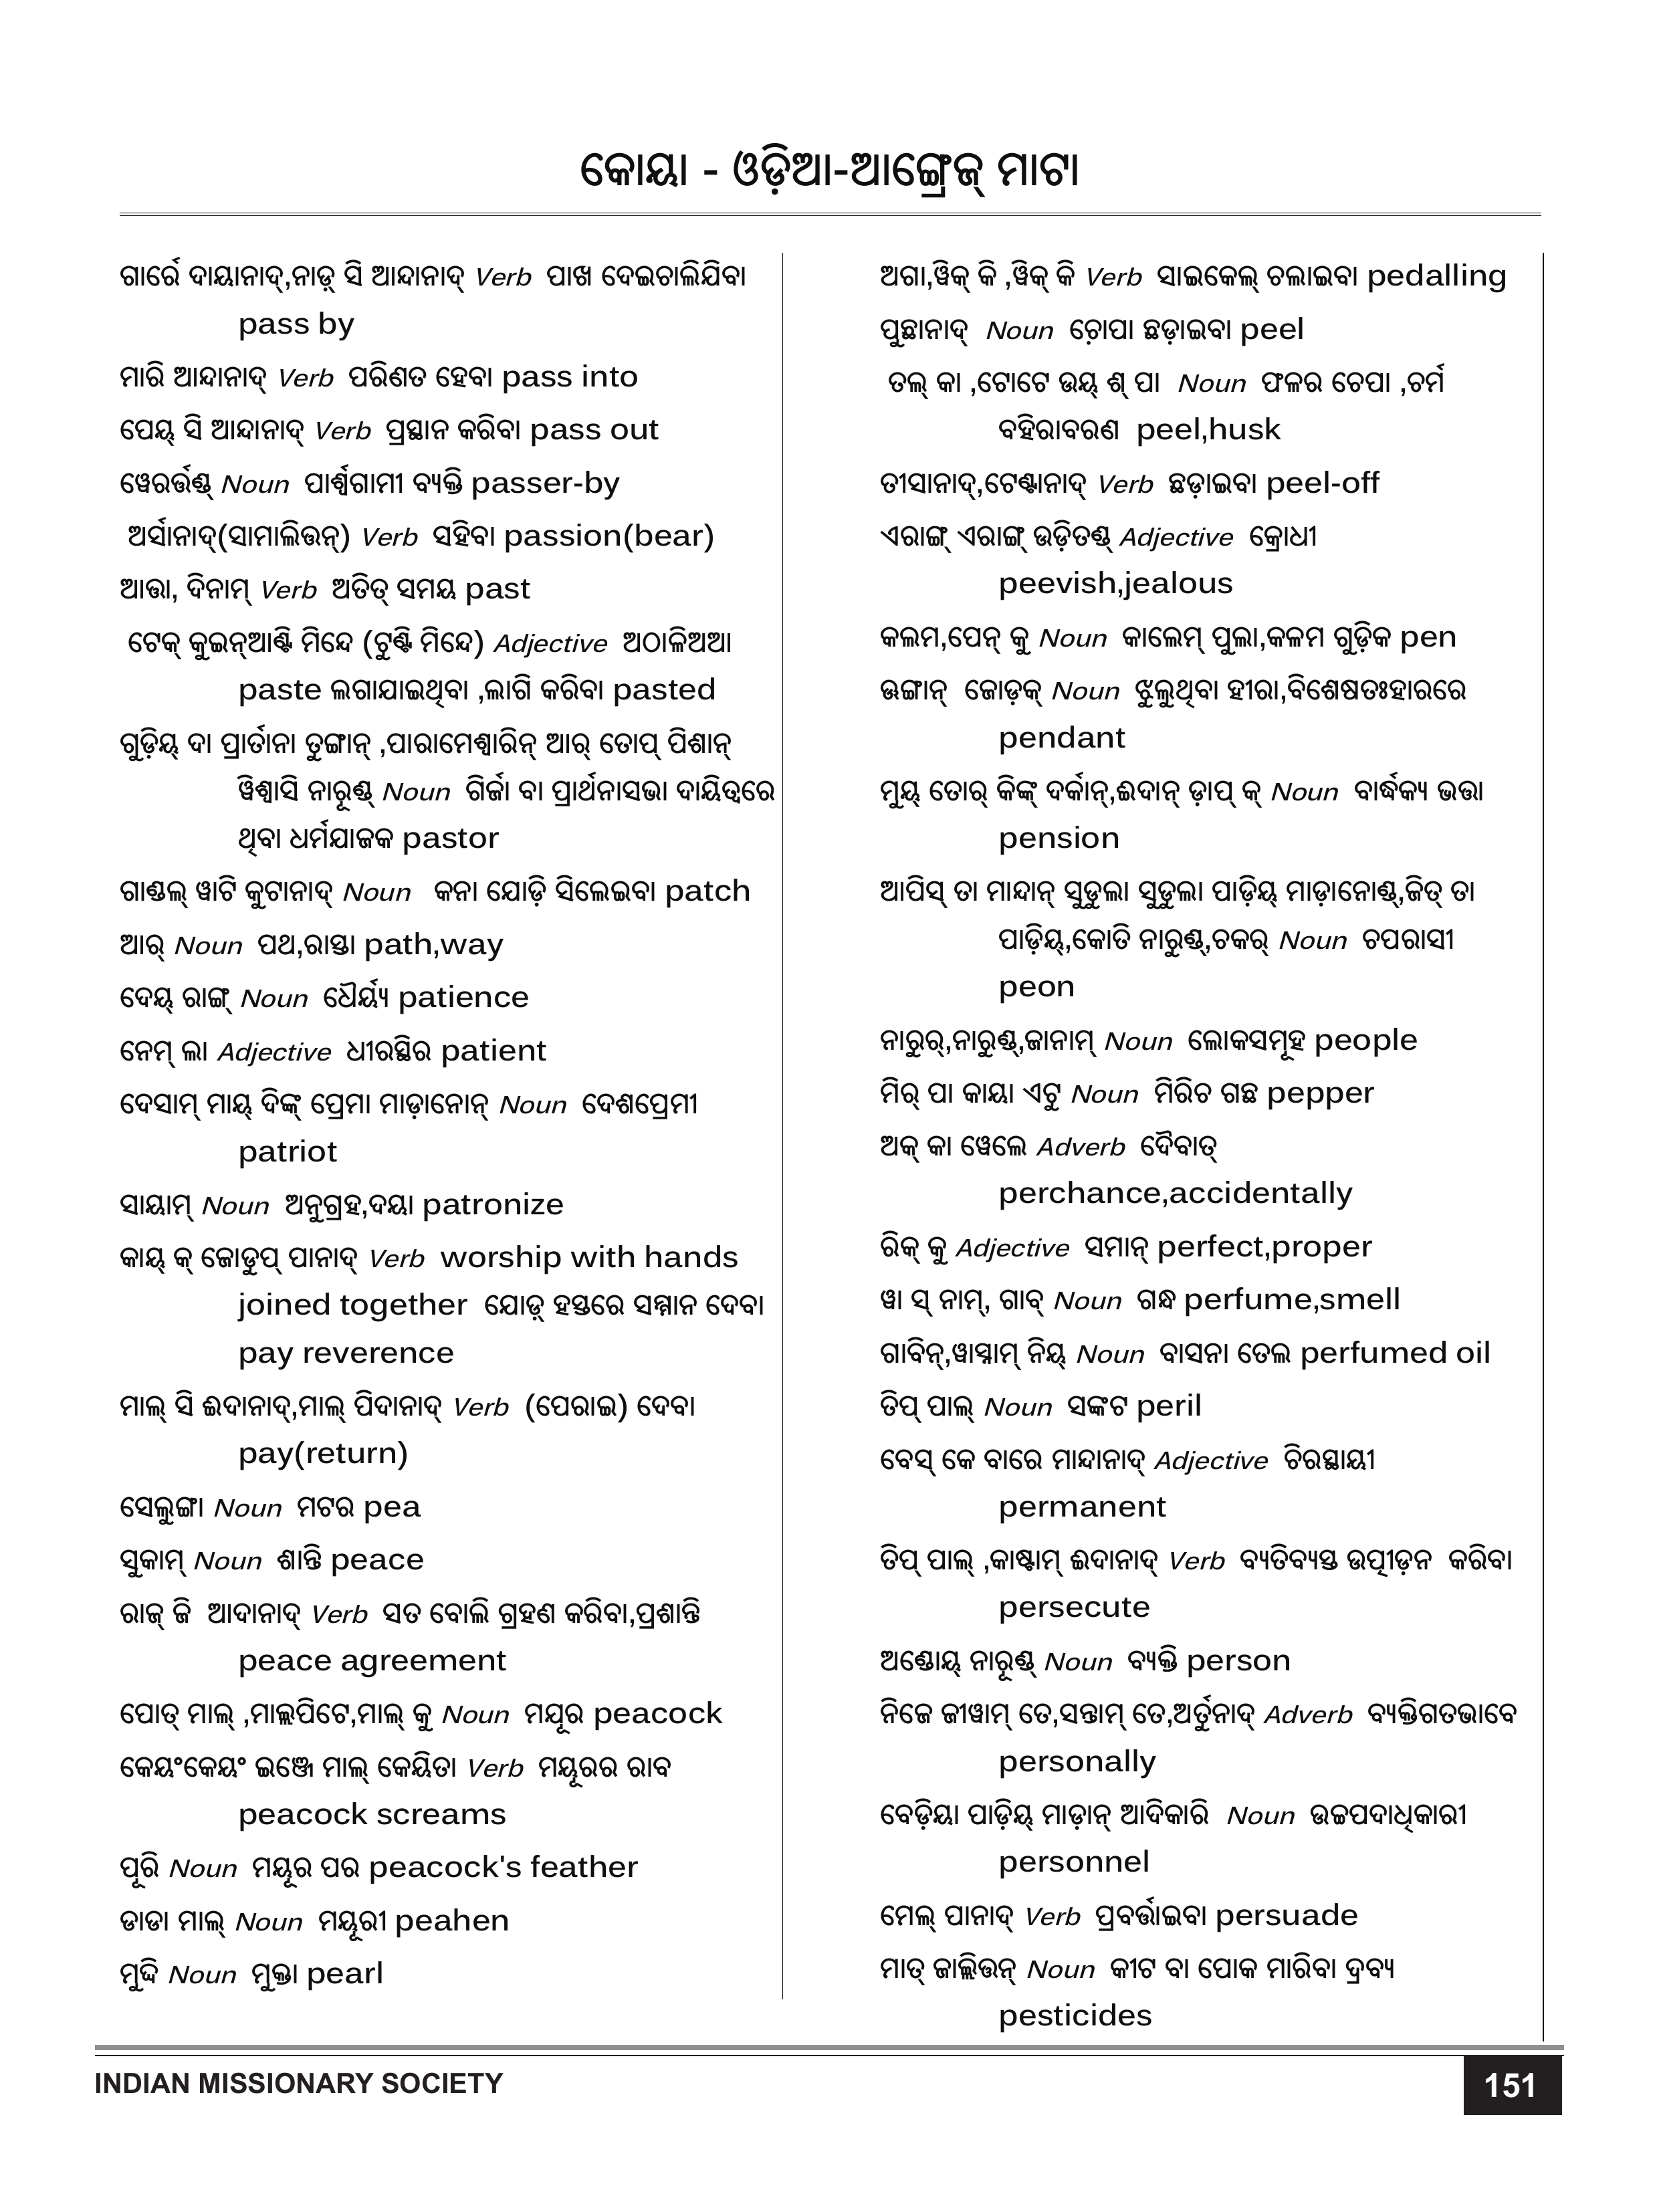 କୋୟା - ଓଡ଼ିଆ-ଆଙ୍ଗ୍ରେଜ୍ ମାଟା
ଗାର୍ରେ ଦାୟାନାଦ୍,ନାଡ଼୍ ସି ଆନ୍ଦାନାଦ୍ Verb ପାଖ ଦେଇଚାଲିଯିବା
pass by
ମାରି ଆନ୍ଦାନାଦ୍ Verb ପରିଣତ ହେବା pass into
ପେୟ୍ ସି ଆନ୍ଦାନାଦ୍ Verb ପ୍ରସ୍ଥାନ କରିବା pass out
ୱେରର୍ତ୍ତଣ୍ଡ୍ Noun ପାର୍ଶ୍ଵଗାମୀ ବ୍ୟକ୍ତି passer-by
ଅର୍ସାନାଦ୍(ସାମାଲିତ୍ତନ୍) Verb ସହିବା passion(bear)
ଆତ୍ତା, ଦିନାମ୍ Verb ଅତିତ୍ ସମୟ past
ଟେକ୍ କୁଇନ୍ଆଣ୍ଟି ମିନ୍ଦେ (ଟୁଣ୍ଟି ମିନ୍ଦେ) Adjective ଅଠାଳିଅଆ
paste ଲଗାଯାଇଥିବା ,ଲାଗି କରିବା pasted
ଗୁଡ଼ିୟ୍ ଦା ପ୍ରାର୍ତାନା ତୁଙ୍ଗାନ୍ ,ପାରାମେଶ୍ଵାରିନ୍ ଆର୍ ତୋପ୍ ପିଶାନ୍
ୱିଶ୍ଵାସି ନାରୂଣ୍ଡ୍ Noun ଗିର୍ଜା ବା ପ୍ରାର୍ଥନାସଭା ଦାୟିତ୍ଵରେ
ଥିବା ଧର୍ମଯାଜକ pastor
ଗାଣ୍ଡଲ୍ ୱାଟି କୁଟାନାଦ୍ Noun କନା ଯୋଡ଼ି ସିଲେଇବା patch
ଆର୍ Noun ପଥ,ରାସ୍ତା path,way
ଦେୟ୍ ରାଙ୍ଗ୍ Noun ଧୈର୍ଯ୍ୟ patience
ନେମ୍ ଲା Adjective ଧୀରସ୍ଥିର patient
ଦେସାମ୍ ମାୟ୍ ଦିଙ୍କ୍ ପ୍ରେମା ମାଡ଼ାନୋନ୍ Noun ଦେଶପ୍ରେମୀ
patriot
ସାୟାମ୍ Noun ଅନୁଗ୍ରହ,ଦୟା patronize
କାୟ୍ କ୍ ଜୋଡୁପ୍ ପାନାଦ୍ Verb worship with hands
joined together ଯୋଡ଼୍ ହସ୍ତରେ ସମ୍ମାନ ଦେବା
pay reverence
ମାଲ୍ ସି ଈଦାନାଦ୍,ମାଲ୍ ପିଦାନାଦ୍ Verb (ପେରାଇ) ଦେବା
pay(return)
ସେଲୁଙ୍ଗା Noun ମଟର pea
ସୁକାମ୍ Noun ଶାନ୍ତି peace
ରାଜ୍ ଜି ଆଦାନାଦ୍ Verb ସତ ବୋଲି ଗ୍ରହଣ କରିବା,ପ୍ରଶାନ୍ତି
peace agreement
ପୋତ୍ ମାଲ୍ ,ମାଲ୍ଲପିଟେ,ମାଲ୍ କୁ Noun ମଯୂର peacock
କେୟଂକେୟଂ ଇଞ୍ଜେ ମାଲ୍ କେୟିତା Verb ମୟୂରର ରାବ
peacock screams
ପୂରି Noun ମୟୂର ପର peacock's feather
ଡାଡା ମାଲ୍ Noun ମୟୂରୀ peahen
ମୁଦ୍ଦି Noun ମୁକ୍ତା pearl
ଅଗା,ୱିକ୍ କି ,ୱିକ୍ କି Verb ସାଇକେଲ୍ ଚଲାଇବା pedalling
ପୁଛାନାଦ୍ Noun ଚ଼ୋପା ଛଡ଼ାଇବା peel
ତଲ୍ କା ,ଟୋଟେ ଉୟ୍ ଶ୍ ପା Noun ଫଳର ଚେପା ,ଚର୍ମ
ବହିରାବରଣ peel,husk
ତୀସାନାଦ୍,ଟେଣ୍ଟାନାଦ୍ Verb ଛଡ଼ାଇବା peel-off
ଏରାଙ୍ଗ୍ ଏରାଙ୍ଗ୍ ଉଡ଼ିତଣ୍ଡ୍ Adjective କ୍ରୋଧୀ
peevish,jealous
କଲମ,ପେନ୍ କୁ Noun କାଲେମ୍ ପୁଲା,କଳମ ଗୁଡ଼ିକ pen
ଊଙ୍ଗାନ୍ ଜୋଡ଼କ୍ Noun ଝୁଲୁଥିବା ହୀରା,ବିଶେଷତଃହାରରେ
pendant
ମୁୟ୍ ତୋର୍ କିଙ୍କ୍ ଦର୍କାନ୍,ଈଦାନ୍ ଡ଼ାପ୍ କ୍ Noun ବାର୍ଦ୍ଧକ୍ୟ ଭତ୍ତା
pension
ଆପିସ୍ ତା ମାନ୍ଦାନ୍ ସୁଡୁଲା ସୁଡୁଲା ପାଡ଼ିୟ୍ ମାଡ଼ାନୋଣ୍ଡ୍,ଜିତ୍ ତା
ପାଡ଼ିୟ୍,କୋତି ନାରୁଣ୍ଡ୍,ଚକର୍ Noun ଚପରାସୀ
peon
ନାରୁର୍,ନାରୁଣ୍ଡ୍,ଜାନାମ୍ Noun ଲୋକସମୂହ people
ମିର୍ ପା କାୟା ଏଟୁ Noun ମିରିଚ ଗଛ pepper
ଅକ୍ କା ୱେଲେ Adverb ଦୈବାତ୍
perchance,accidentally
ରିକ୍ କୁ Adjective ସମାନ୍ perfect,proper
ୱା ସ୍ ନାମ୍, ଗାବ୍ Noun ଗନ୍ଧ perfume,smell
ଗାବିନ୍,ୱାସ୍ନାମ୍ ନିୟ୍ Noun ବାସନା ତେଲ perfumed oil
ତିପ୍ ପାଲ୍ Noun ସଙ୍କଟ peril
ବେସ୍ କେ ବାରେ ମାନ୍ଦାନାଦ୍ Adjective ଚିରସ୍ଥାୟୀ
permanent
ତିପ୍ ପାଲ୍ ,କାଷ୍ଟାମ୍ ଈଦାନାଦ୍ Verb ବ୍ୟତିବ୍ୟସ୍ତ ଉତ୍ପୀଡ଼ନ କରିବା
persecute
ଅଣ୍ଡୋୟ୍ ନାରୂଣ୍ଡ୍ Noun ବ୍ୟକ୍ତି person
ନିଜେ ଜୀୱାମ୍ ତେ,ସନ୍ତାମ୍ ତେ,ଅର୍ତୁନାଦ୍ Adverb ବ୍ୟକ୍ତିଗତଭାବେ
personally
ବେଡ଼ିୟା ପାଡ଼ିୟ୍ ମାଡ଼ାନ୍ ଆଦିକାରି Noun ଉଚ୍ଚପଦାଧିକାରୀ
personnel
ମେଲ୍ ପାନାଦ୍ Verb ପ୍ରବର୍ତ୍ତାଇବା persuade
ମାତ୍ ଜାଲ୍ଲିତ୍ତନ୍ Noun କୀଟ ବା ପୋକ ମାରିବା ଦ୍ରବ୍ୟ
pesticides
INDIAN MISSIONARY SOCIETY
151